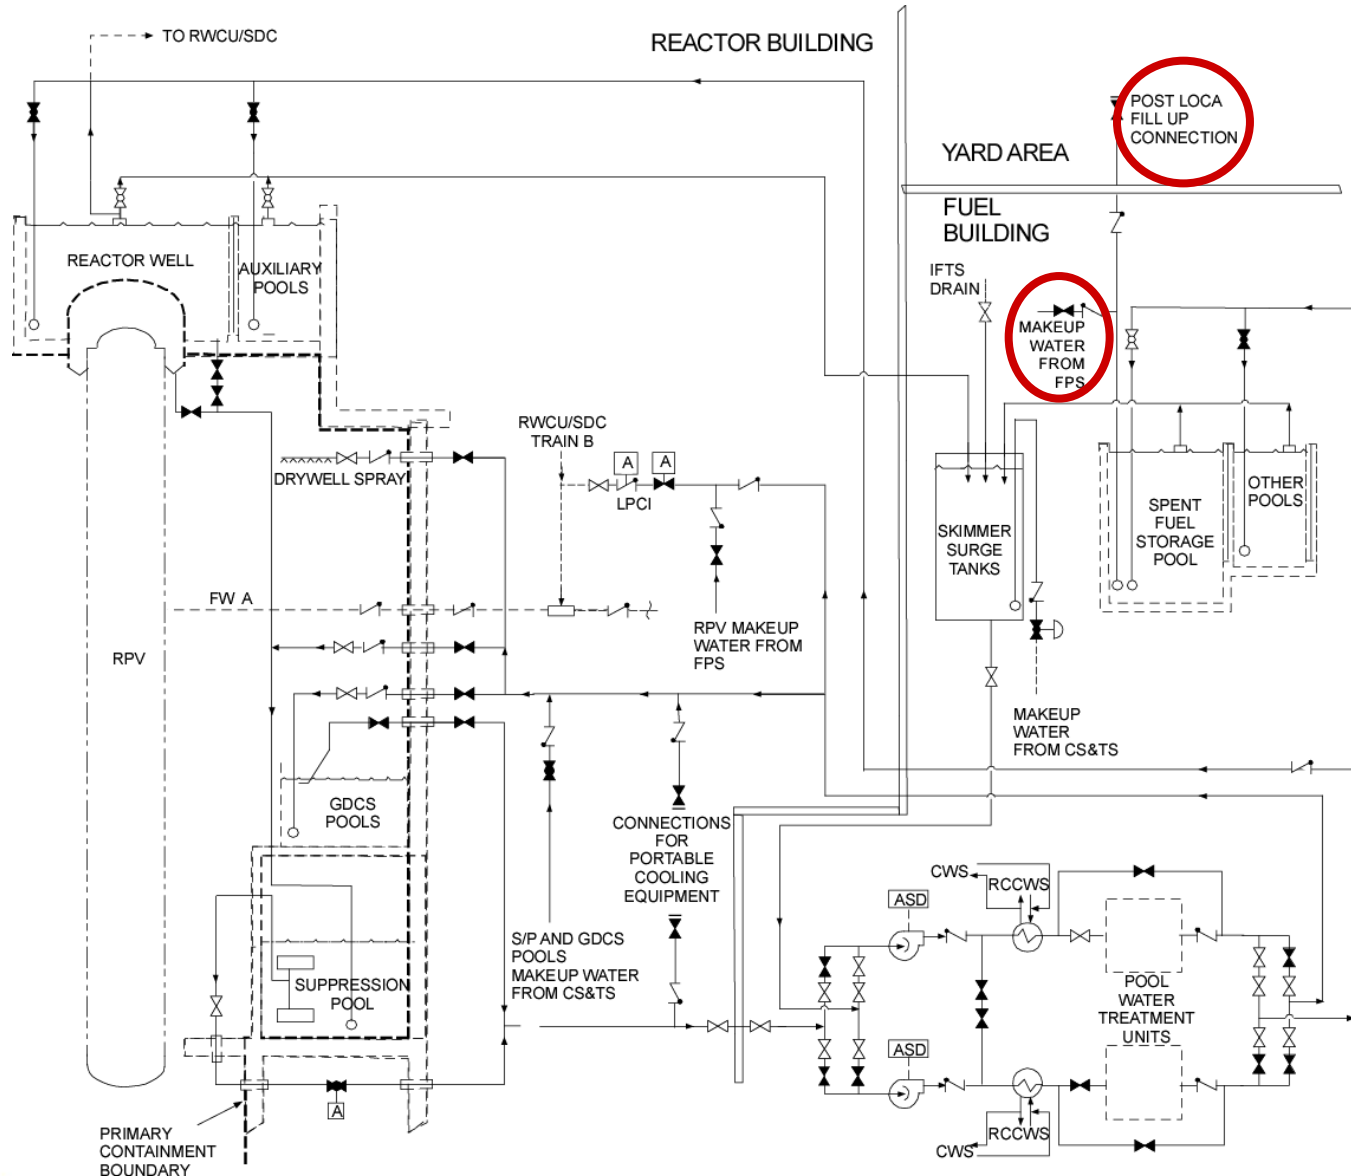 TO RWCU/SDC
REACTOR BUILDING
POST LOCA
FILL UP
CONNECTION
YARD AREA
FUEL
BUILDING
REACTOR WELL
AUXILIARY
POOLS
IFTS
DRAIN
MAKEUP
WATER
FROM
FPS
RWCU/SDC
TRAIN B
A
A
LPCI
DRYWELL SPRAY
SKIMMER
SURGE
TANKS
SPENT
FUEL
STORAGE
POOL
OTHER
POOLS
FW A
RPV
RPV MAKEUP
WATER FROM
FPS
MAKEUP
WATER
FROM CS&TS
GDCS
POOLS
CONNECTIONS
FOR
PORTABLE
COOLING
EQUIPMENT
S/P AND GDCS
POOLS
MAKEUP WATER
FROM CS&TS
SUPPRESSION
POOL
CWS
RCCWS
ASD
POOL
WATER
TREATMENT
UNITS
ASD
A
RCCWS
CWS
PRIMARY
CONTAINMENT
BOUNDARY